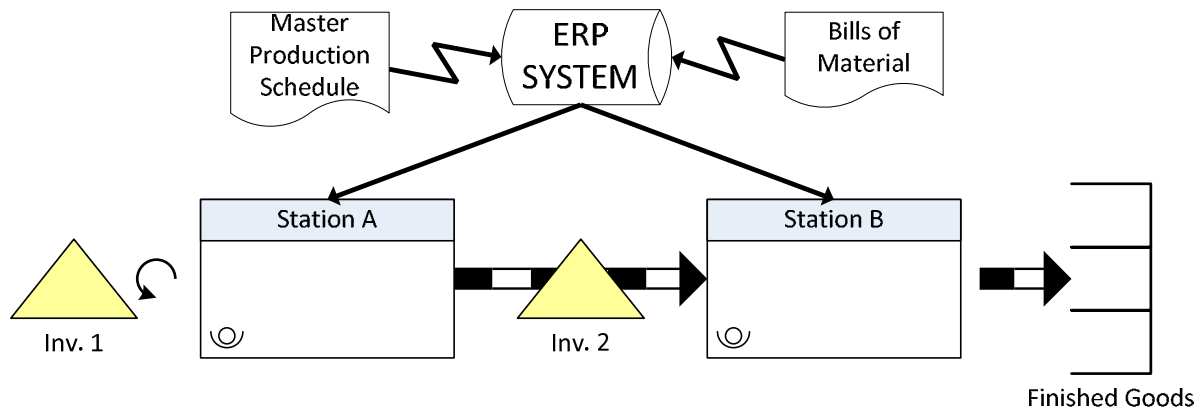 Master
Production
Schedule
ERP
SYSTEM
Bills of
Material
Station A
Station B
Inv. 1
Inv. 2
Finished Goods